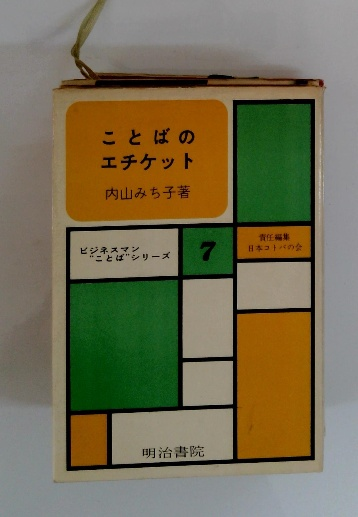 ことばの
エチケット
内山みち子著
ビジネスマン
"ことば"シリーズ
7
責任編集
日本コトバの会
明治書院